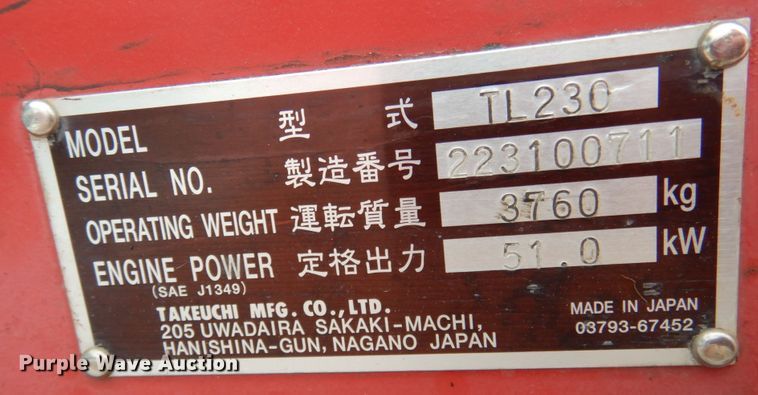 MODEL 型式 TL230
SERIAL NO. 製造番号 223100711
OPERATING WEIGHT 運転質量 3760 kg
ENGINE POWER 定格出力 51.0 kW
(SAE J1349)
TAKEUCHI MFG. CO.,LTD.
205 UWADAIRA SAKAKI-MACHI,
HANISHINA-GUN, NAGANO JAPAN
MADE IN JAPAN
03793-67452
Purple Wave Auction